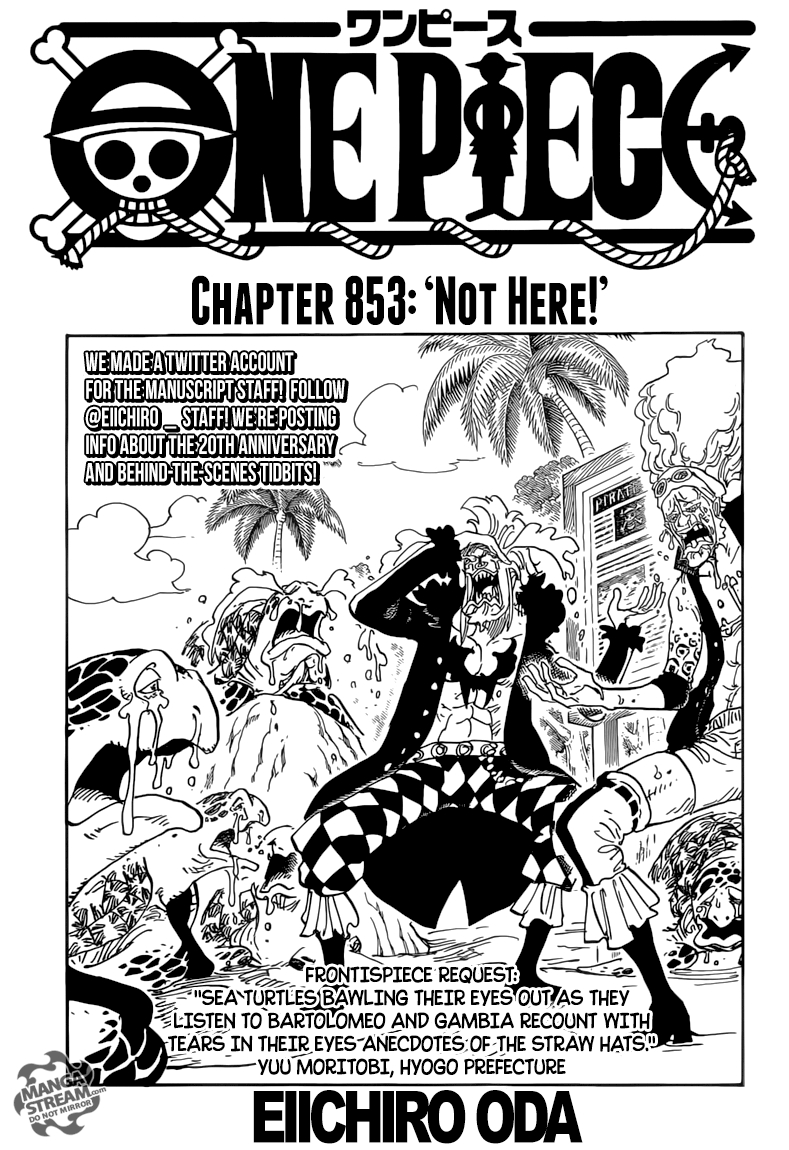 ワンピース
ONE PIECE
CHAPTER 853: ‘NOT HERE!’
WE MADE A TWITTER ACCOUNT
FOR THE MANUSCRIPT STAFF! FOLLOW
@EIICHIRO _ STAFF! WE'RE POSTING
INFO ABOUT THE 20TH ANNIVERSARY
AND BEHIND-THE-SCENES TIDBITS!
PIRATE
FRONTISPIECE REQUEST:
"SEA TURTLES BAWLING THEIR EYES OUT AS THEY
LISTEN TO BARTOLOMEO AND GAMBIA RECOUNT WITH
TEARS IN THEIR EYES ANECDOTES OF THE STRAW HATS."
YUU MORITOBI, HYOGO PREFECTURE
MANGA
STREAM.com
DO NOT MIRROR
EIICHIRO ODA